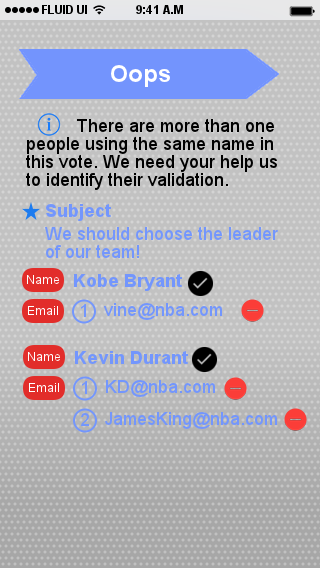 FLUID UI 9:41 A.M
Oops
There are more than one
people using the same name in
this vote. We need your help us
to identify their validation.
Subject
We should choose the leader
of our team!
Name Kobe Bryant
Email 1 vine@nba.com
Name Kevin Durant
Email 1 KD@nba.com
2 JamesKing@nba.com